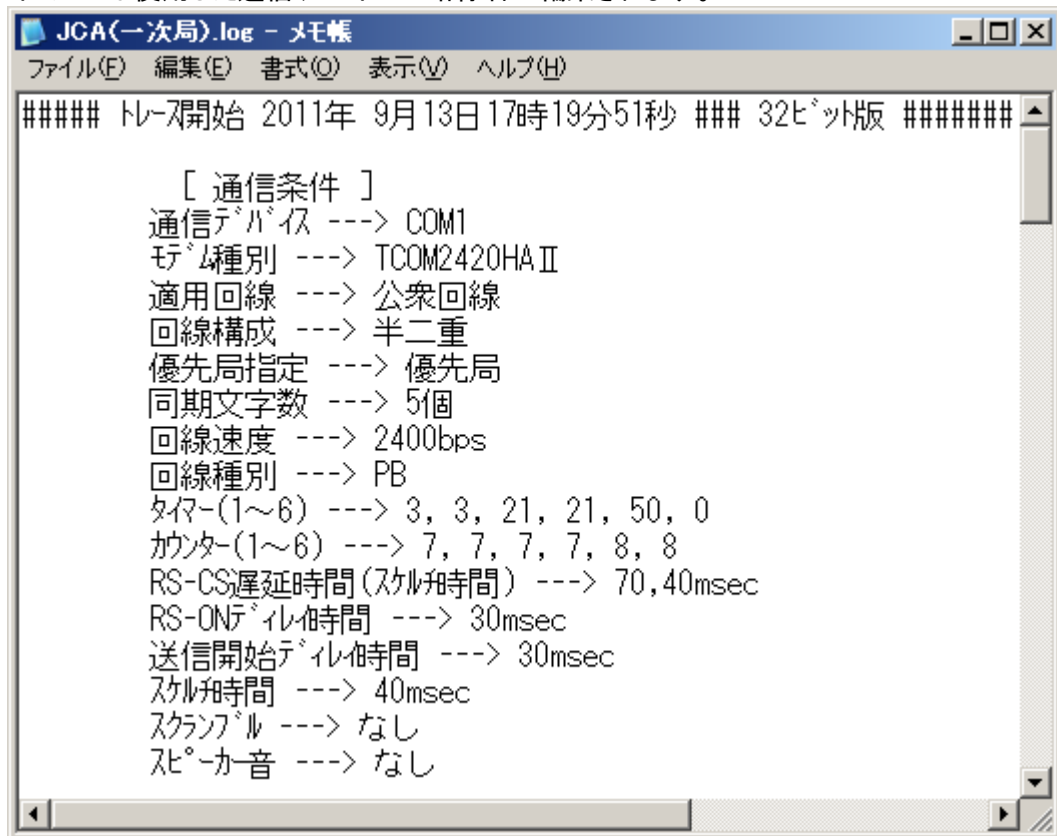 JCA(一次局).log - メモ帳
ファイル(F) 編集(E) 書式(O) 表示(V) ヘルプ(H)
##### ﾄﾚｰｽ開始 2011年 9月13日17時19分51秒 ### 32ﾋﾞｯﾄ版 #######
[ 通信条件 ]
通信ﾃﾞﾊﾞｲｽ ---> COM1
ﾓﾃﾞﾑ種別 ---> TCOM2420HAⅡ
適用回線 ---> 公衆回線
回線構成 ---> 半二重
優先局指定 ---> 優先局
同期文字数 ---> 5個
回線速度 ---> 2400bps
回線種別 ---> PB
ﾀｲﾏｰ(1～6) ---> 3, 3, 21, 21, 50, 0
ｶｳﾝﾀｰ(1～6) ---> 7, 7, 7, 7, 8, 8
RS-CS遅延時間(ｽｹﾙﾁ時間) ---> 70,40msec
RS-ONﾃﾞｨﾚｲ時間 ---> 30msec
送信開始ﾃﾞｨﾚｲ時間 ---> 30msec
ｽｹﾙﾁ時間 ---> 40msec
ｽｸﾗﾝﾌﾞﾙ ---> なし
ｽﾋﾟｰｶｰ音 ---> なし